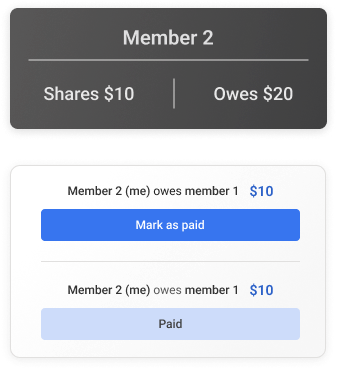 Member 2
Shares $10
Owes $20
Member 2 (me) owes member 1 $10
Mark as paid
Member 2 (me) owes member 1 $10
Paid